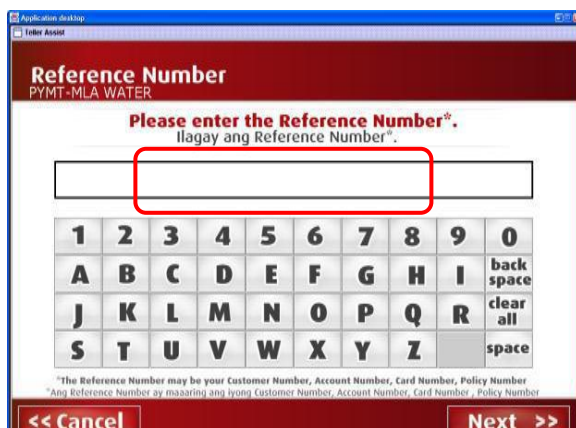 Application desktop
Teller Assist
Reference Number
PYMT-MLA WATER
Please enter the Reference Number*.
Ilagay ang Reference Number*.
1 2 3 4 5 6 7 8 9 0
A B C D E F G H I back space
J K L M N O P Q R clear all
S T U V W X Y Z space
*The Reference Number may be your Customer Number, Account Number, Card Number, Policy Number
*Ang Reference Number ay maaaring ang iyong Customer Number, Account Number, Card Number , Policy Number
<< Cancel Next >>